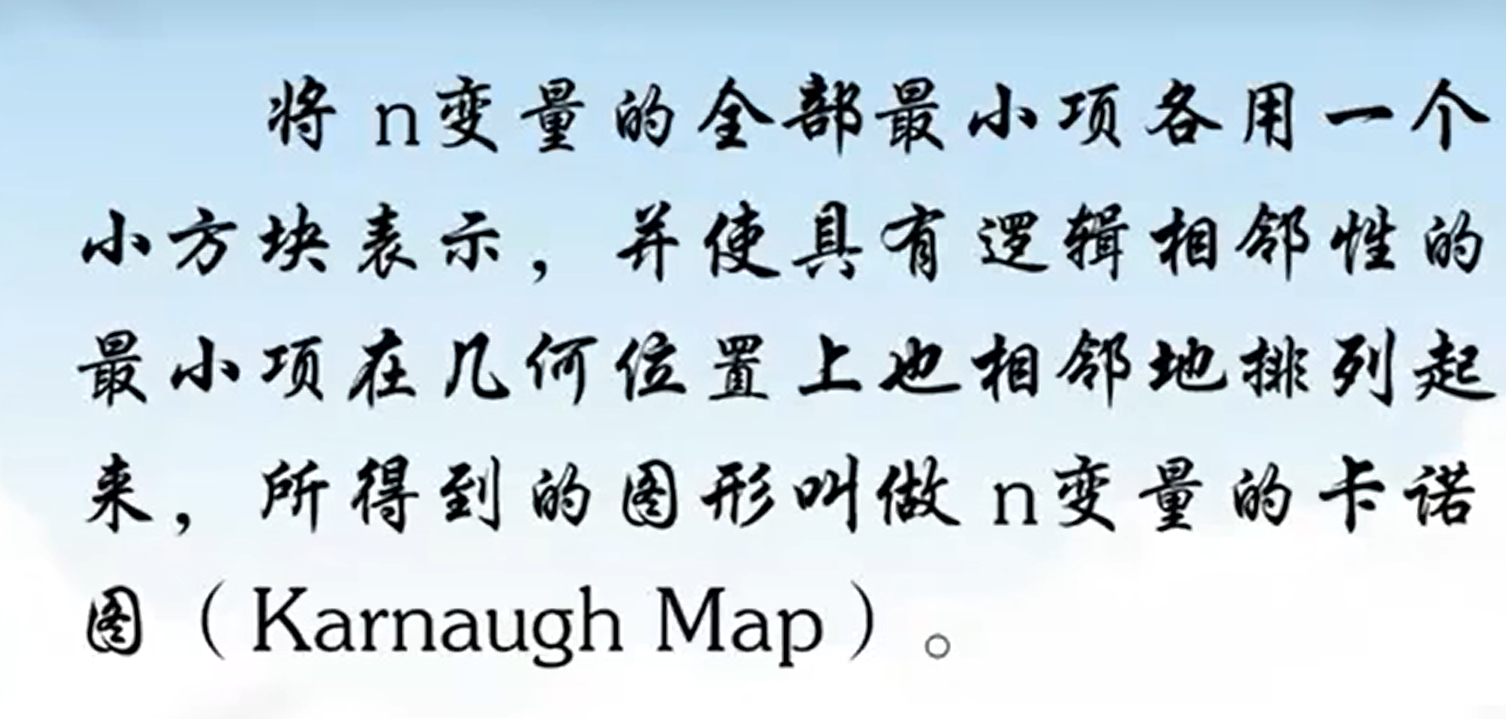 将 n变量的全部最小项各用一个
小方块表示，并使具有逻辑相邻性的
最小项在几何位置上也相邻地排列起
来，所得到的图形叫做 n变量的卡诺
图（Karnaugh Map）。